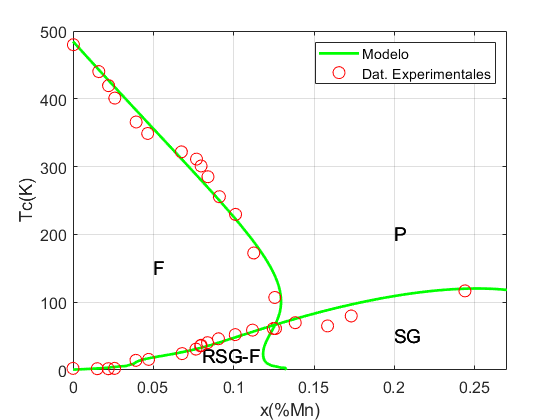 500
400
300
200
100
0
Tc(K)
Modelo
Dat. Experimentales
F
P
RSG-F
SG
0
0.05
0.1
0.15
0.2
0.25
x(%Mn)